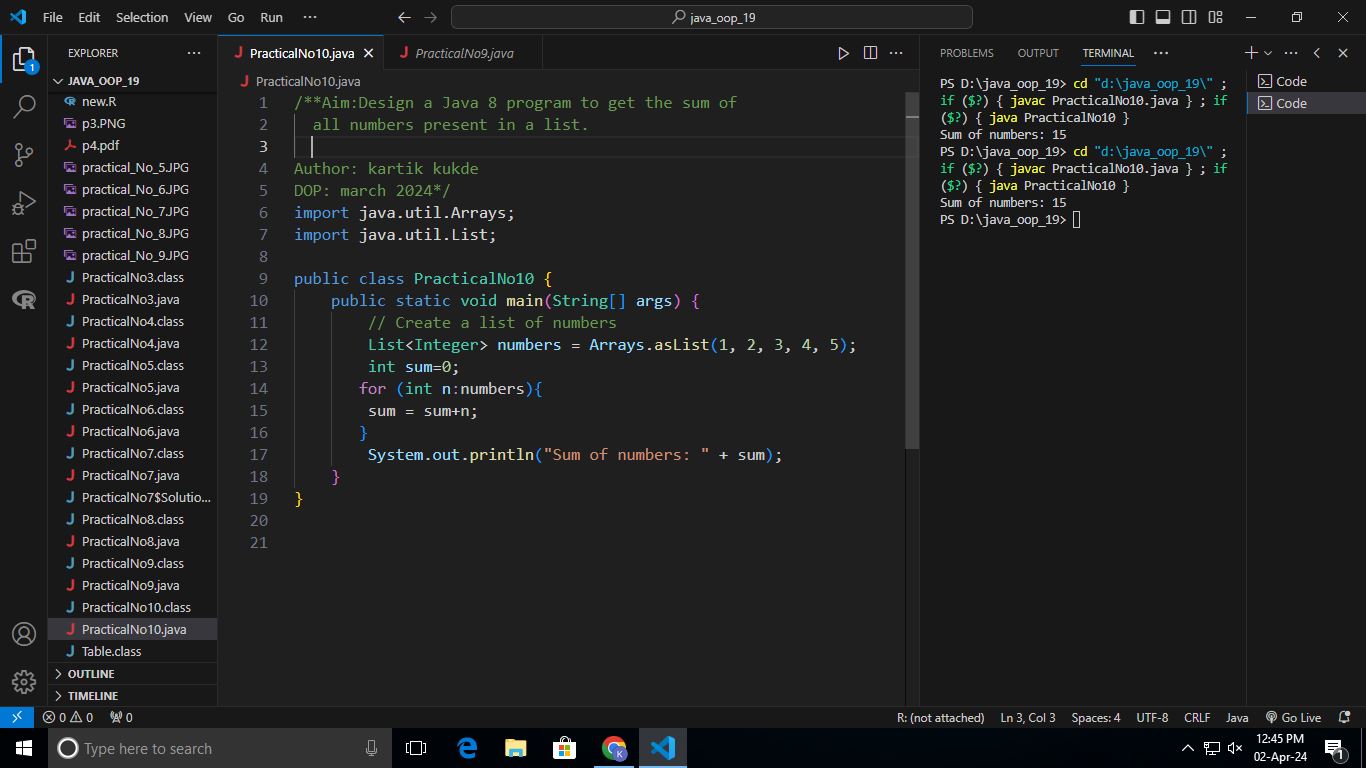 File Edit Selection View Go Run ··· java_oop_19
EXPLORER ···
JAVA_OOP_19
new.R
p3.PNG
p4.pdf
practical_No_5JPG
practical_No_6JPG
practical_No_7JPG
practical_No_8JPG
practical_No_9JPG
PracticalNo3.class
PracticalNo3.java
PracticalNo4.class
PracticalNo4.java
PracticalNo5.class
PracticalNo5.java
PracticalNo6.class
PracticalNo6.java
PracticalNo7.class
PracticalNo7.java
PracticalNo7$Solutio...
PracticalNo8.class
PracticalNo8.java
PracticalNo9.class
PracticalNo9.java
PracticalNo10.class
PracticalNo10.java
Table.class
OUTLINE
TIMELINE
1
PracticalNo10.java PracticalNo9.java ···
PracticalNo10.java
1 /**Aim:Design a Java 8 program to get the sum of
2 all numbers present in a list.
3
4 Author: kartik kukde
5 DOP: march 2024*/
6 import java.util.Arrays;
7 import java.util.List;
8
9 public class PracticalNo10 {
10 public static void main(String[] args) {
11 // Create a list of numbers
12 List<Integer> numbers = Arrays.asList(1, 2, 3, 4, 5);
13 int sum=0;
14 for (int n:numbers){
15 sum = sum+n;
16 }
17 System.out.println("Sum of numbers: " + sum);
18 }
19 }
20
21
PROBLEMS OUTPUT TERMINAL ··· ···
PS D:\java_oop_19> cd "d:\java_oop_19\" ;
if ($?) { javac PracticalNo10.java } ; if
($?) { java PracticalNo10 }
Sum of numbers: 15
PS D:\java_oop_19> cd "d:\java_oop_19\" ;
if ($?) { javac PracticalNo10.java } ; if
($?) { java PracticalNo10 }
Sum of numbers: 15
PS D:\java_oop_19>
Code
Code
0 0 0 R: (not attached) Ln 3, Col 3 Spaces: 4 UTF-8 CRLF Java Go Live
Type here to search
K
12:45 PM
02-Apr-24
1